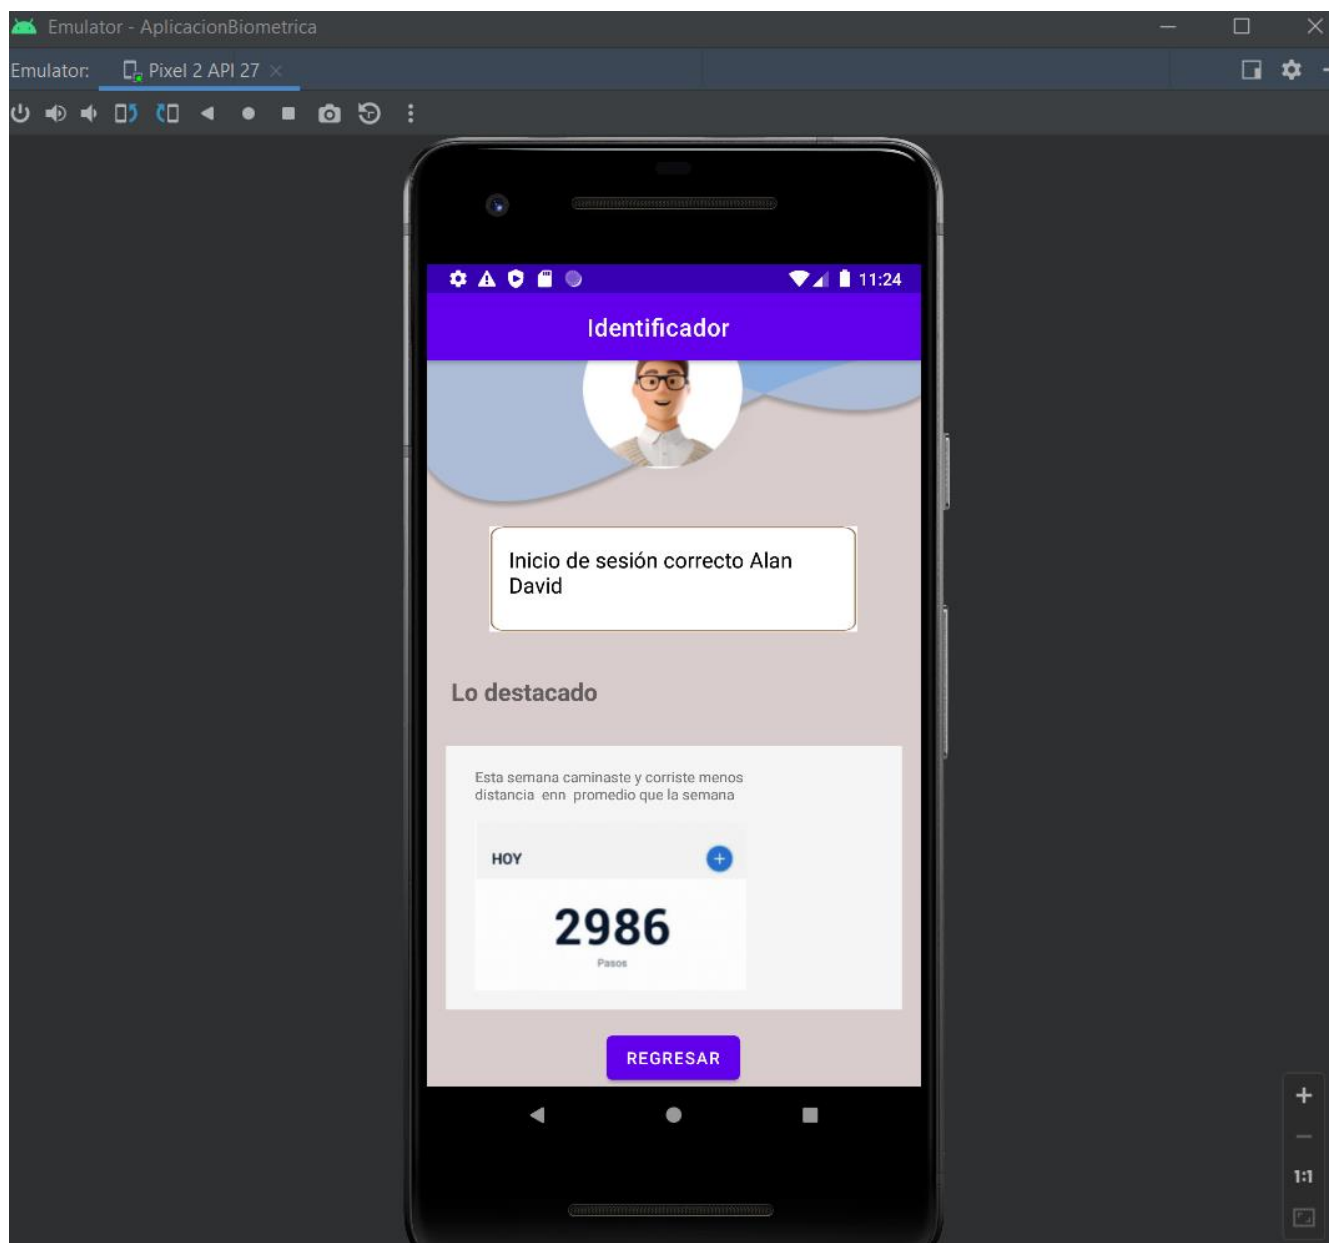 Emulator - AplicacionBiometrica
Emulator: Pixel 2 API 27
11:24
Identificador
Inicio de sesión correcto Alan
David
Lo destacado
Esta semana caminaste y corriste menos
distancia enn promedio que la semana
HOY
2986
Pasos
REGRESAR
1:1